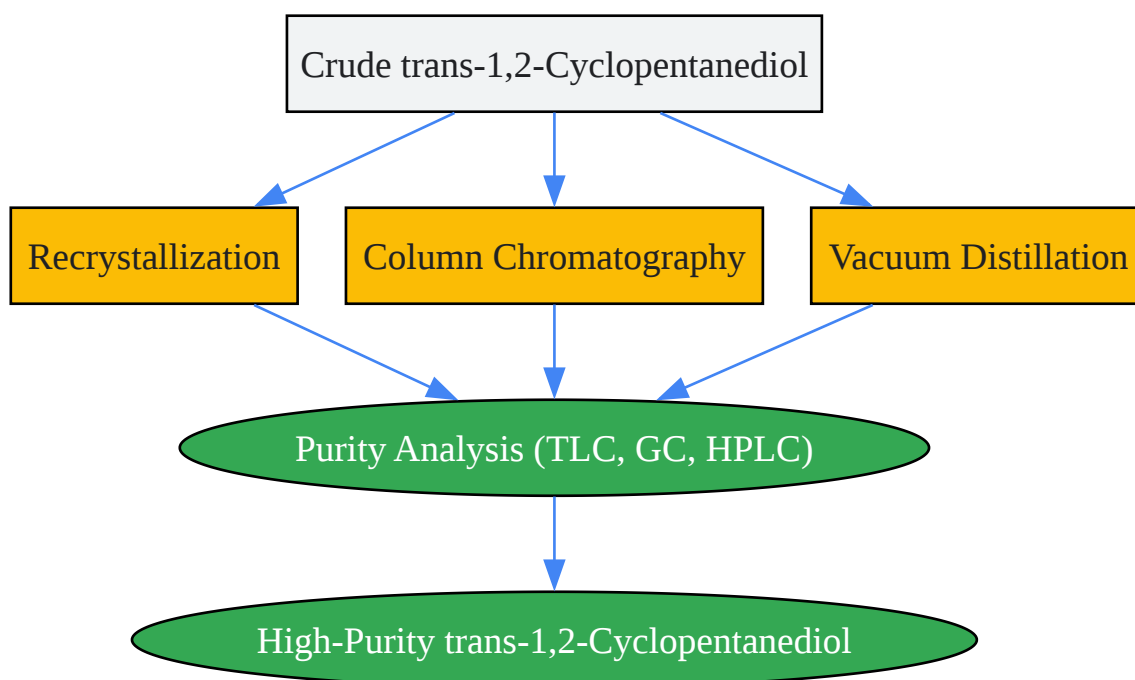 Crude trans-1,2-Cyclopentanediol
Recrystallization
Column Chromatography
Vacuum Distillation
Purity Analysis (TLC, GC, HPLC)
High-Purity trans-1,2-Cyclopentanediol